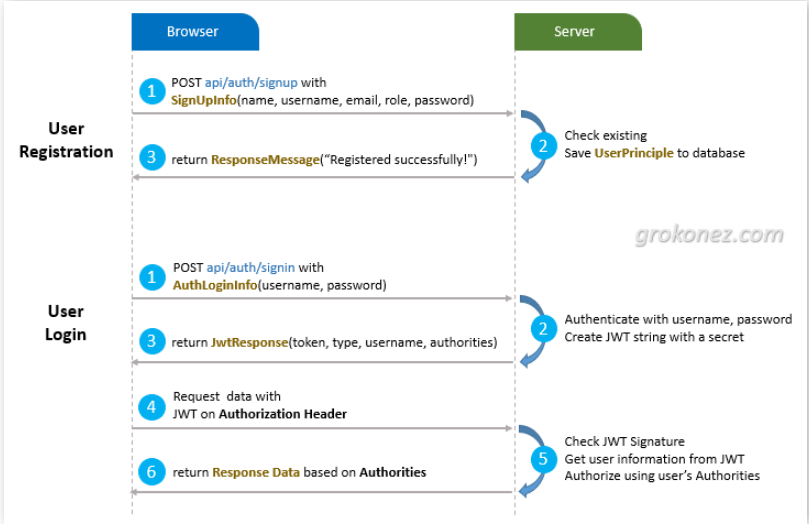 Browser
Server
User
Registration
1
POST api/auth/signup with
SignUpInfo(name, username, email, role, password)
2
Check existing
Save UserPrinciple to database
3
return ResponseMessage(“Registered successfully!")
grokonez.com
User
Login
1
POST api/auth/signin with
AuthLoginInfo(username, password)
2
Authenticate with username, password
Create JWT string with a secret
3
return JwtResponse(token, type, username, authorities)
4
Request data with
JWT on Authorization Header
5
Check JWT Signature
Get user information from JWT
Authorize using user’s Authorities
6
return Response Data based on Authorities